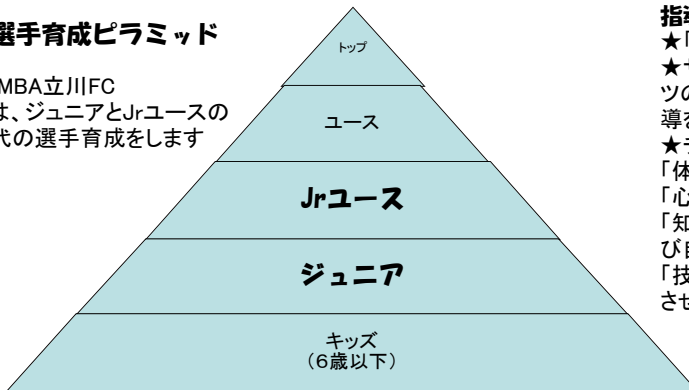 選手育成ピラミッド
MBA立川FC
は、ジュニアとJrユースの
代の選手育成をします
トップ
ユース
Jrユース
ジュニア
キッズ
（6歳以下）
指
★「
★
ツの
導を
★
「体
「心
「知
び自
「技
させ